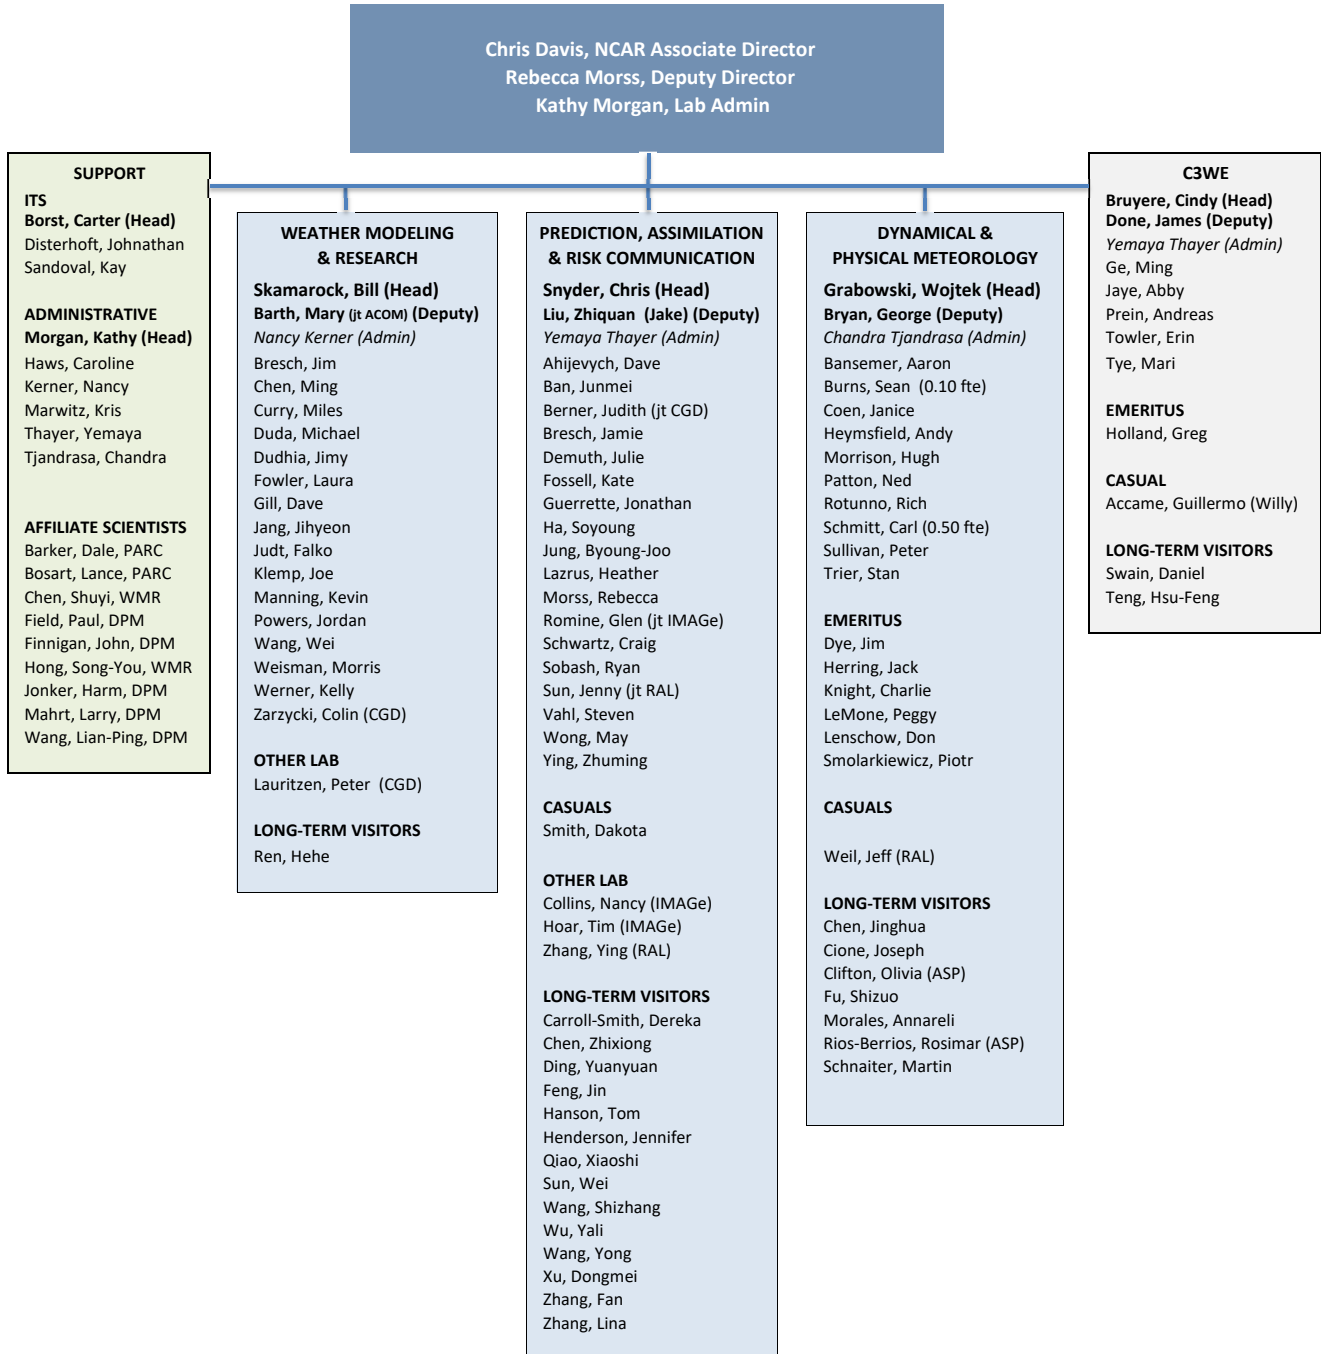 Chris Davis, NCAR Associate Director
Rebecca Morss, Deputy Director
Kathy Morgan, Lab Admin
SUPPORT
ITS
Borst, Carter (Head)
Disterhoft, Johnathan
Sandoval, Kay
ADMINISTRATIVE
Morgan, Kathy (Head)
Haws, Caroline
Kerner, Nancy
Marwitz, Kris
Thayer, Yemaya
Tjandrasa, Chandra
AFFILIATE SCIENTISTS
Barker, Dale, PARC
Bosart, Lance, PARC
Chen, Shuyi, WMR
Field, Paul, DPM
Finnigan, John, DPM
Hong, Song-You, WMR
Jonker, Harm, DPM
Mahrt, Larry, DPM
Wang, Lian-Ping, DPM
WEATHER MODELING
& RESEARCH
Skamarock, Bill (Head)
Barth, Mary (jt ACOM) (Deputy)
Nancy Kerner (Admin)
Bresch, Jim
Chen, Ming
Curry, Miles
Duda, Michael
Dudhia, Jimy
Fowler, Laura
Gill, Dave
Jang, Jihyeon
Judt, Falko
Klemp, Joe
Manning, Kevin
Powers, Jordan
Wang, Wei
Weisman, Morris
Werner, Kelly
Zarzycki, Colin (CGD)
OTHER LAB
Lauritzen, Peter  (CGD)
LONG-TERM VISITORS
Ren, Hehe
PREDICTION, ASSIMILATION
& RISK COMMUNICATION
Snyder, Chris (Head)
Liu, Zhiquan  (Jake) (Deputy)
Yemaya Thayer (Admin)
Ahijevych, Dave
Ban, Junmei
Berner, Judith (jt CGD)
Bresch, Jamie
Demuth, Julie
Fossell, Kate
Guerrette, Jonathan
Ha, Soyoung
Jung, Byoung-Joo
Lazrus, Heather
Morss, Rebecca
Romine, Glen (jt IMAGe)
Schwartz, Craig
Sobash, Ryan
Sun, Jenny (jt RAL)
Vahl, Steven
Wong, May
Ying, Zhuming
CASUALS
Smith, Dakota
OTHER LAB
Collins, Nancy (IMAGe)
Hoar, Tim (IMAGe)
Zhang, Ying (RAL)
LONG-TERM VISITORS
Carroll-Smith, Dereka
Chen, Zhixiong
Ding, Yuanyuan
Feng, Jin
Hanson, Tom
Henderson, Jennifer
Qiao, Xiaoshi
Sun, Wei
Wang, Shizhang
Wu, Yali
Wang, Yong
Xu, Dongmei
Zhang, Fan
Zhang, Lina
DYNAMICAL &
PHYSICAL METEOROLOGY
Grabowski, Wojtek (Head)
Bryan, George (Deputy)
Chandra Tjandrasa (Admin)
Bansemer, Aaron
Burns, Sean  (0.10 fte)
Coen, Janice
Heymsfield, Andy
Morrison, Hugh
Patton, Ned
Rotunno, Rich
Schmitt, Carl (0.50 fte)
Sullivan, Peter
Trier, Stan
EMERITUS
Dye, Jim
Herring, Jack
Knight, Charlie
LeMone, Peggy
Lenschow, Don
Smolarkiewicz, Piotr
CASUALS
Weil, Jeff (RAL)
LONG-TERM VISITORS
Chen, Jinghua
Cione, Joseph
Clifton, Olivia (ASP)
Fu, Shizuo
Morales, Annareli
Rios-Berrios, Rosimar (ASP)
Schnaiter, Martin
C3WE
Bruyere, Cindy (Head)
Done, James (Deputy)
Yemaya Thayer (Admin)
Ge, Ming
Jaye, Abby
Prein, Andreas
Towler, Erin
Tye, Mari
EMERITUS
Holland, Greg
CASUAL
Accame, Guillermo (Willy)
LONG-TERM VISITORS
Swain, Daniel
Teng, Hsu-Feng